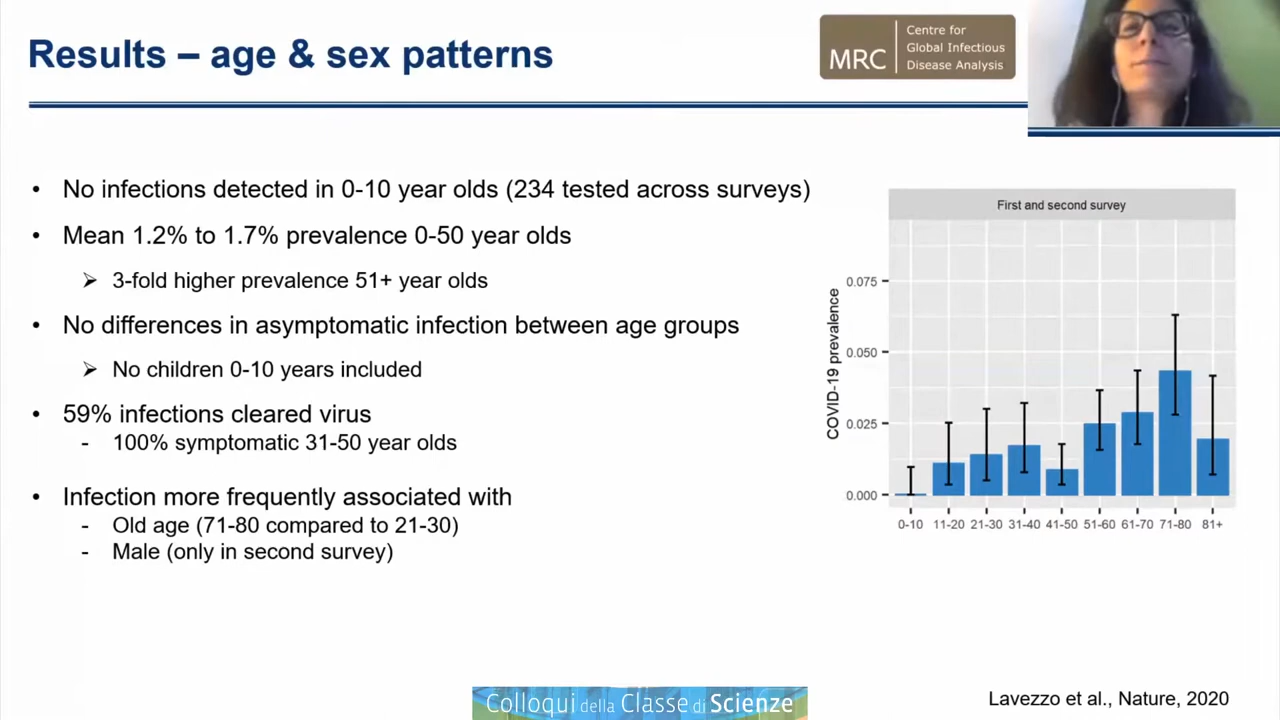 Results – age & sex patterns
MRC
Centre for
Global Infectious
Disease Analysis
• No infections detected in 0-10 year olds (234 tested across surveys)
• Mean 1.2% to 1.7% prevalence 0-50 year olds
➢ 3-fold higher prevalence 51+ year olds
• No differences in asymptomatic infection between age groups
➢ No children 0-10 years included
• 59% infections cleared virus
- 100% symptomatic 31-50 year olds
• Infection more frequently associated with
- Old age (71-80 compared to 21-30)
- Male (only in second survey)
First and second survey
COVID-19 prevalence
0.075
0.050
0.025
0.000
0-10 11-20 21-30 31-40 41-50 51-60 61-70 71-80 81+
Colloqui della Classe di Scienze
Lavezzo et al., Nature, 2020